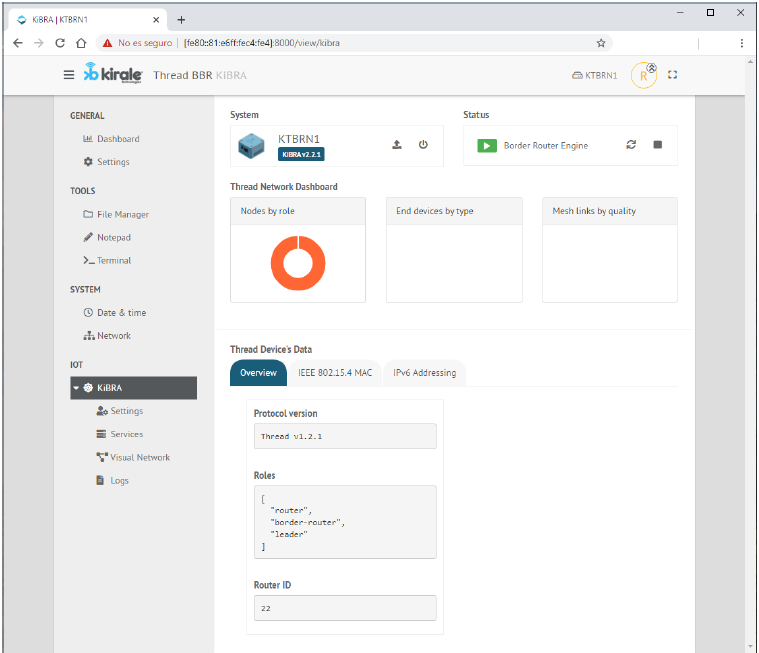 KiBRA | KTBRN1
No es seguro
[fe80::81:e6ff:fec4:fe4]:8000/view/kibra
kirale
Thread BBR KiBRA
KTBRN1
R
GENERAL
Dashboard
Settings
TOOLS
File Manager
Notepad
Terminal
SYSTEM
Date & time
Network
IOT
KiBRA
Settings
Services
Visual Network
Logs
System
KTBRN1
KiBRA v2.2.1
Status
Border Router Engine
Thread Network Dashboard
Nodes by role
End devices by type
Mesh links by quality
Thread Device's Data
Overview
IEEE 802.15.4 MAC
IPv6 Addressing
Protocol version
Thread v1.2.1
Roles
[
"router",
"border-router",
"leader"
]
Router ID
22